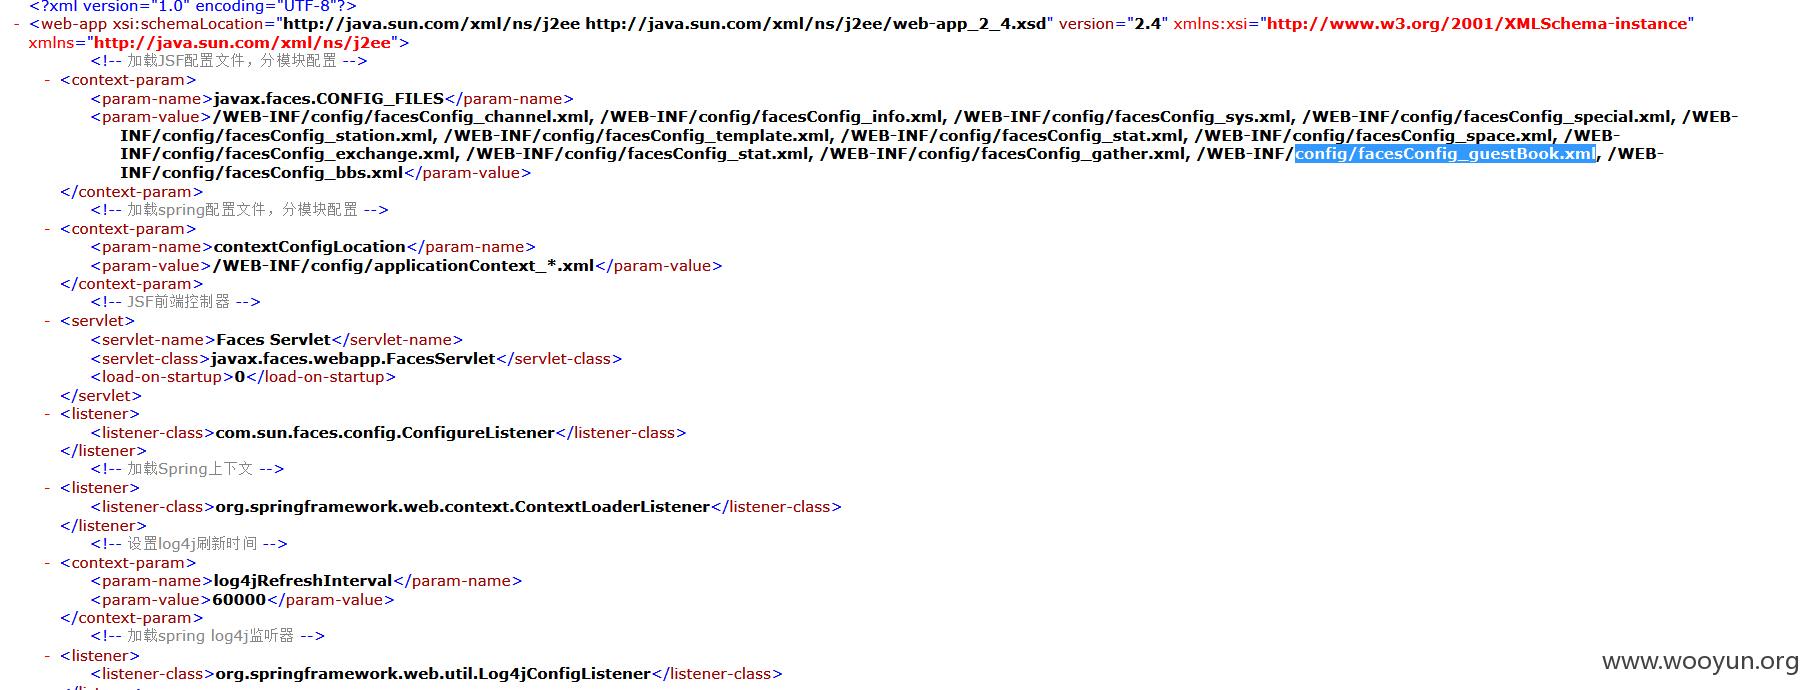 <?xml version="1.0" encoding="UTF-8"?>
- <web-app xsi:schemaLocation="http://java.sun.com/xml/ns/j2ee http://java.sun.com/xml/ns/j2ee/web-app_2_4.xsd" version="2.4" xmlns:xsi="http://www.w3.org/2001/XMLSchema-instance"
xmlns="http://java.sun.com/xml/ns/j2ee">
<!-- 加载JSF配置文件，分模块配置 -->
- <context-param>
<param-name>javax.faces.CONFIG_FILES</param-name>
<param-value>/WEB-INF/config/facesConfig_channel.xml, /WEB-INF/config/facesConfig_info.xml, /WEB-INF/config/facesConfig_sys.xml, /WEB-INF/config/facesConfig_special.xml, /WEB-
INF/config/facesConfig_station.xml, /WEB-INF/config/facesConfig_template.xml, /WEB-INF/config/facesConfig_stat.xml, /WEB-INF/config/facesConfig_space.xml, /WEB-
INF/config/facesConfig_exchange.xml, /WEB-INF/config/facesConfig_stat.xml, /WEB-INF/config/facesConfig_gather.xml, /WEB-INF/config/facesConfig_guestBook.xml, /WEB-
INF/config/facesConfig_bbs.xml</param-value>
</context-param>
<!-- 加载spring配置文件，分模块配置 -->
- <context-param>
<param-name>contextConfigLocation</param-name>
<param-value>/WEB-INF/config/applicationContext_*.xml</param-value>
</context-param>
<!-- JSF前端控制器 -->
- <servlet>
<servlet-name>Faces Servlet</servlet-name>
<servlet-class>javax.faces.webapp.FacesServlet</servlet-class>
<load-on-startup>0</load-on-startup>
</servlet>
- <listener>
<listener-class>com.sun.faces.config.ConfigureListener</listener-class>
</listener>
<!-- 加载Spring上下文 -->
- <listener>
<listener-class>org.springframework.web.context.ContextLoaderListener</listener-class>
</listener>
<!-- 设置log4j刷新时间 -->
- <context-param>
<param-name>log4jRefreshInterval</param-name>
<param-value>60000</param-value>
</context-param>
<!-- 加载spring log4j监听器 -->
- <listener>
<listener-class>org.springframework.web.util.Log4jConfigListener</listener-class>
www.wooyun.org